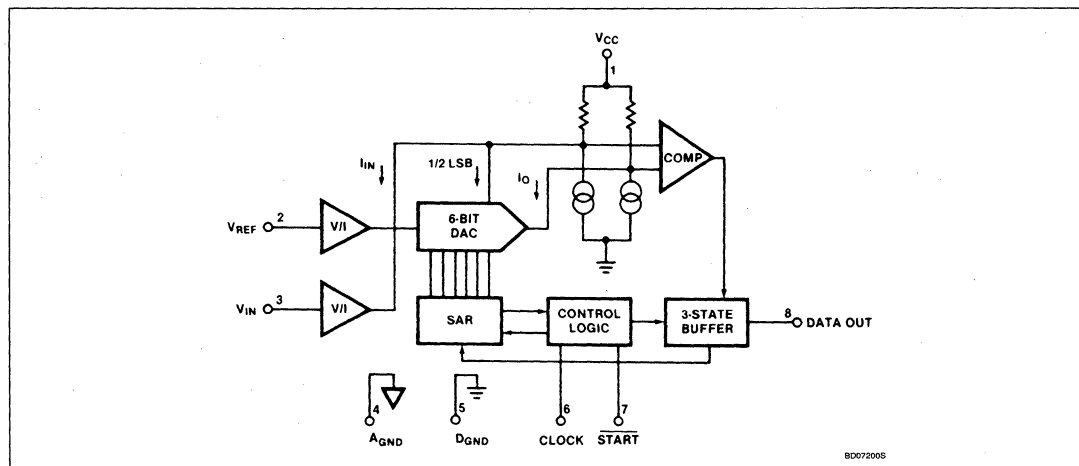 VCC
1
IIN
1/2 LSB
IO
COMP
VREF
2
V/I
6-BIT
DAC
VIN
3
V/I
SAR
CONTROL
LOGIC
3-STATE
BUFFER
8
DATA OUT
4
AGND
5
DGND
6
CLOCK
7
START
BD07200S